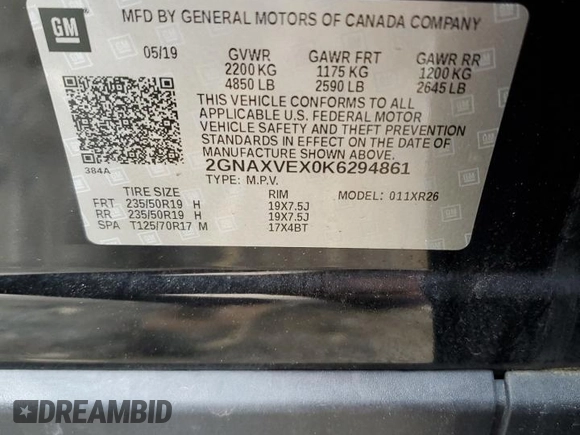 GM
MFD BY GENERAL MOTORS OF CANADA COMPANY
05/19 GVWR GAWR FRT GAWR RR
2200 KG 1175 KG 1200 KG
4850 LB 2590 LB 2645 LB
THIS VEHICLE CONFORMS TO ALL
APPLICABLE U.S. FEDERAL MOTOR
VEHICLE SAFETY AND THEFT PREVENTION
STANDARDS IN EFFECT ON THE DATE OF
MANUFACTURE SHOWN ABOVE.
384A 2GNAXVEX0K6294861
TYPE: M.P.V. MODEL: 011XR26
TIRE SIZE RIM
FRT 235/50R19 H 19X7.5J
RR 235/50R19 H 19X7.5J
SPA T125/70R17 M 17X4BT
DREAMBID